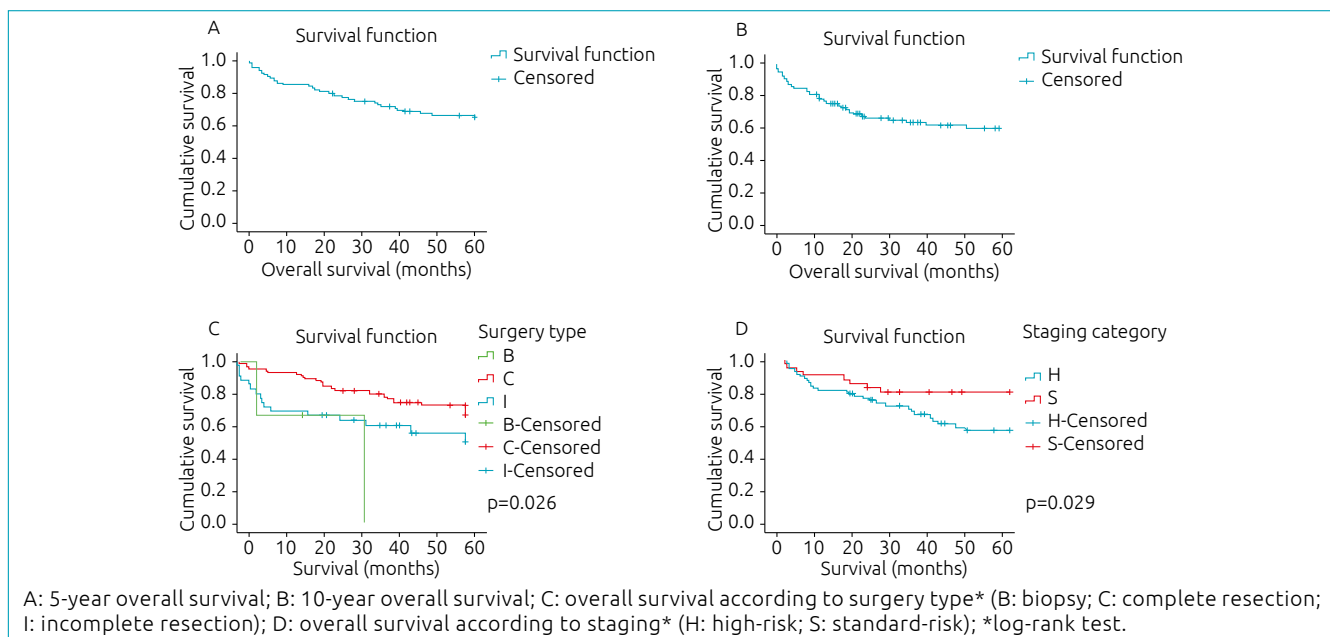 A
Survival function
Survival function
Censored
Cumulative survival
1.0
0.8
0.6
0.4
0.2
0.0
0 10 20 30 40 50 60
Overall survival (months)
B
Survival function
Survival function
Censored
Cumulative survival
1.0
0.8
0.6
0.4
0.2
0.0
0 10 20 30 40 50 60
Overall survival (months)
C
Survival function
Surgery type
B
C
I
B-Censored
C-Censored
I-Censored
p=0.026
Cumulative survival
1.0
0.8
0.6
0.4
0.2
0.0
0 10 20 30 40 50 60
Survival (months)
D
Survival function
Staging category
H
S
H-Censored
S-Censored
p=0.029
Cumulative survival
1.0
0.8
0.6
0.4
0.2
0.0
0 10 20 30 40 50 60
Survival (months)
A: 5-year overall survival; B: 10-year overall survival; C: overall survival according to surgery type* (B: biopsy; C: complete resection;
I: incomplete resection); D: overall survival according to staging* (H: high-risk; S: standard-risk); *log-rank test.